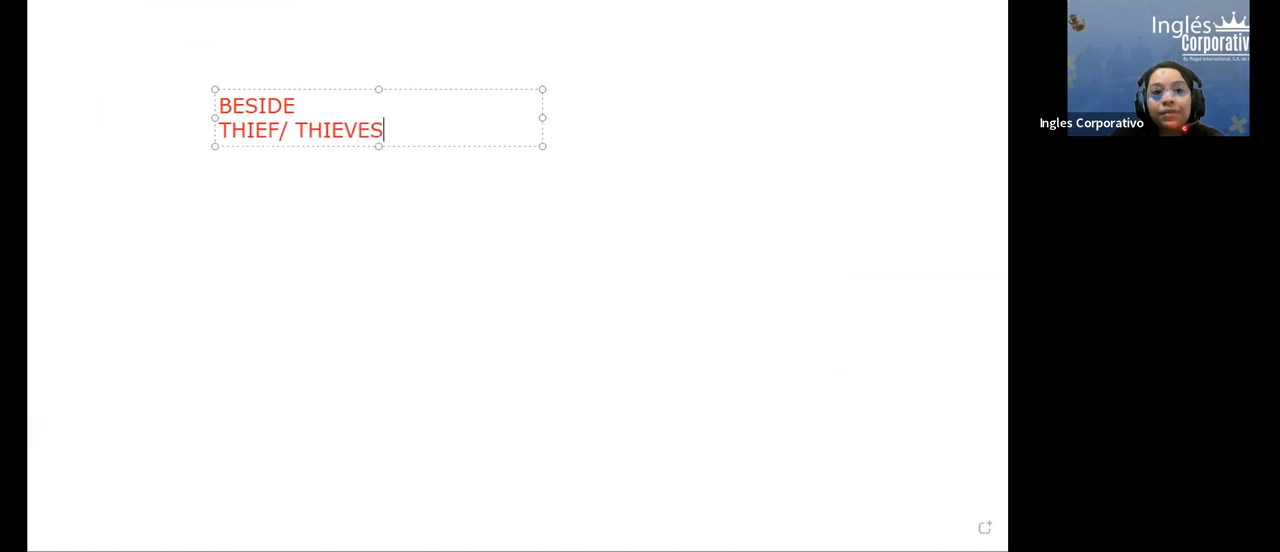 BESIDE
THIEF/ THIEVES
Inglés
Corporativ
Ingles Corporativo